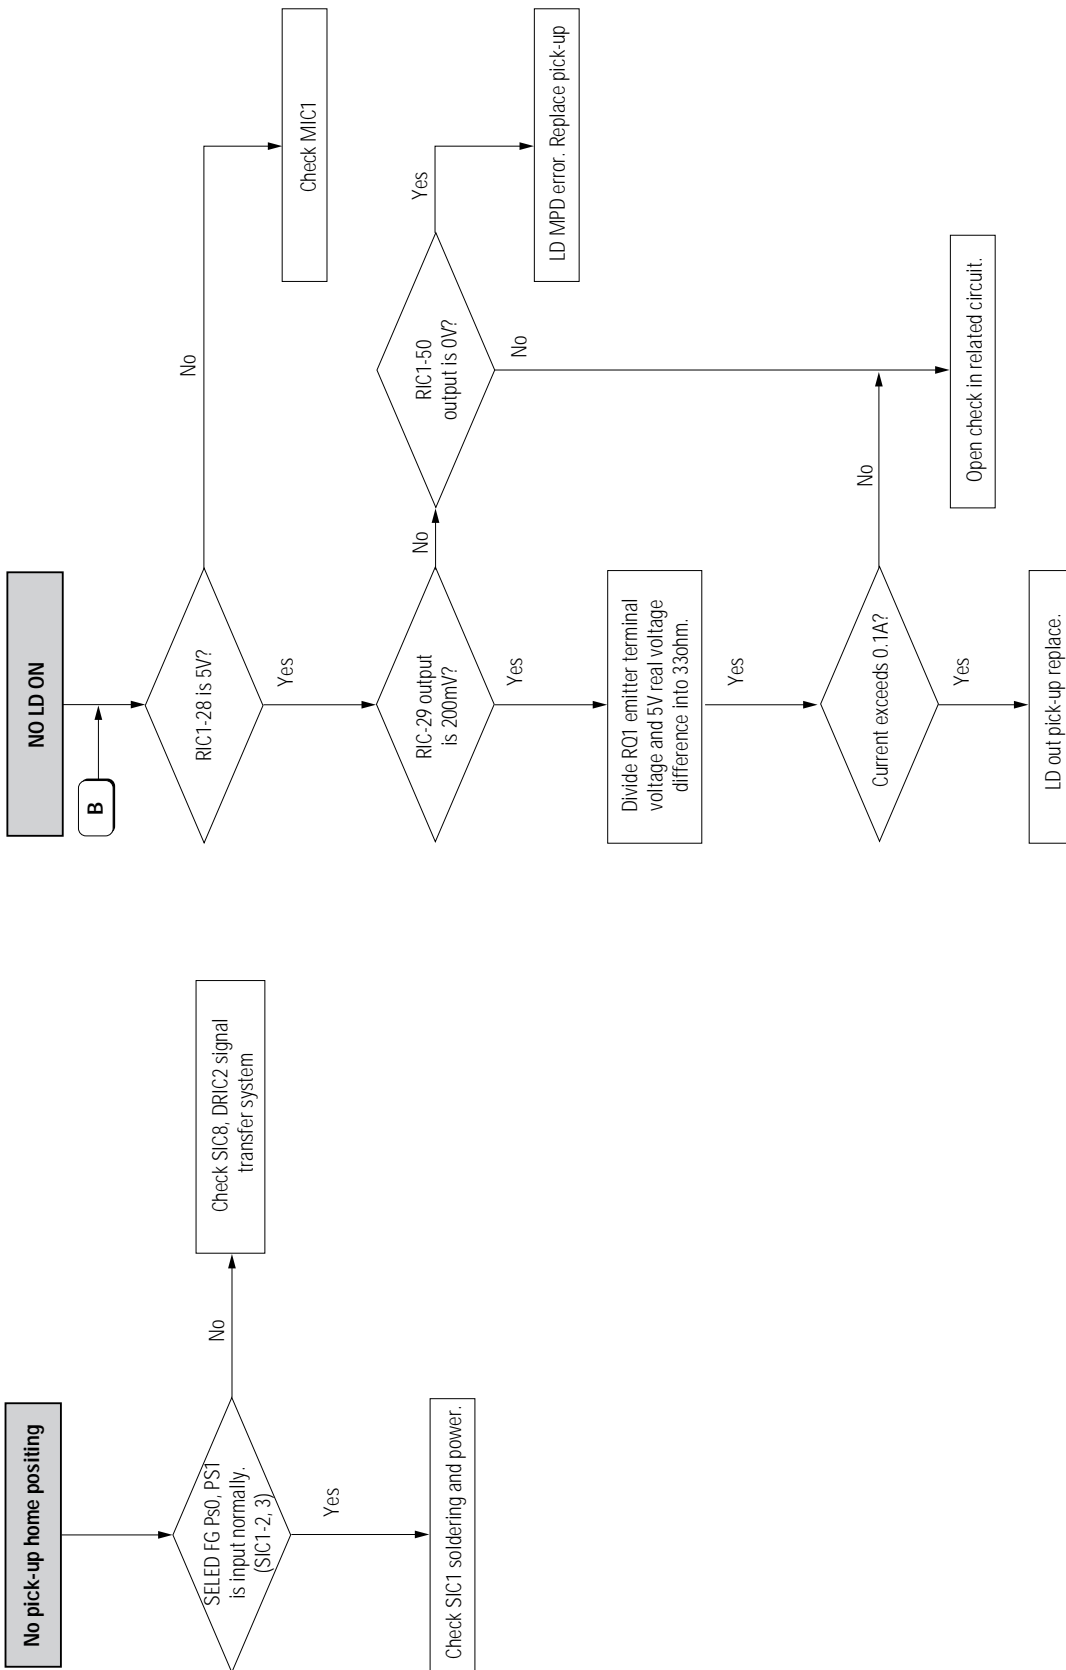 No pick-up home positing
SELED FG Ps0, PS1
is input normally.
(SIC1-2, 3)
No
Check SIC8, DRIC2 signal
transfer system
Yes
Check SIC1 soldering and power.
NO LD ON
B
RIC1-28 is 5V?
No
Check MIC1
Yes
RIC-29 output
is 200mV?
No
RIC1-50
output is 0V?
Yes
LD MPD error. Replace pick-up
No
Yes
Divide RQ1 emitter terminal
voltage and 5V real voltage
difference into 33ohm.
Yes
Current exceeds 0.1A?
No
Open check in related circuit.
Yes
LD out pick-up replace.